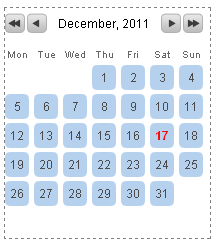 December, 2011
Mon Tue Wed Thu Fri Sat Sun
1 2 3 4
5 6 7 8 9 10 11
12 13 14 15 16 17 18
19 20 21 22 23 24 25
26 27 28 29 30 31